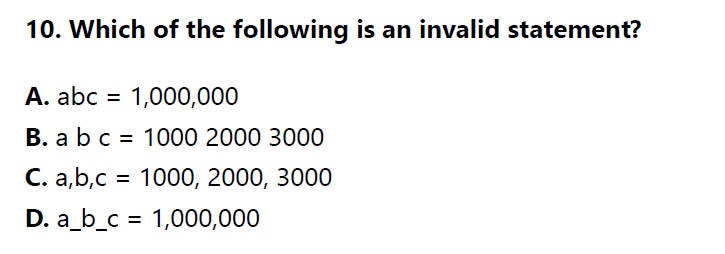 10. Which of the following is an invalid statement?
A. abc = 1,000,000
B. a b c = 1000 2000 3000
C. a,b,c = 1000, 2000, 3000
D. a_b_c = 1,000,000